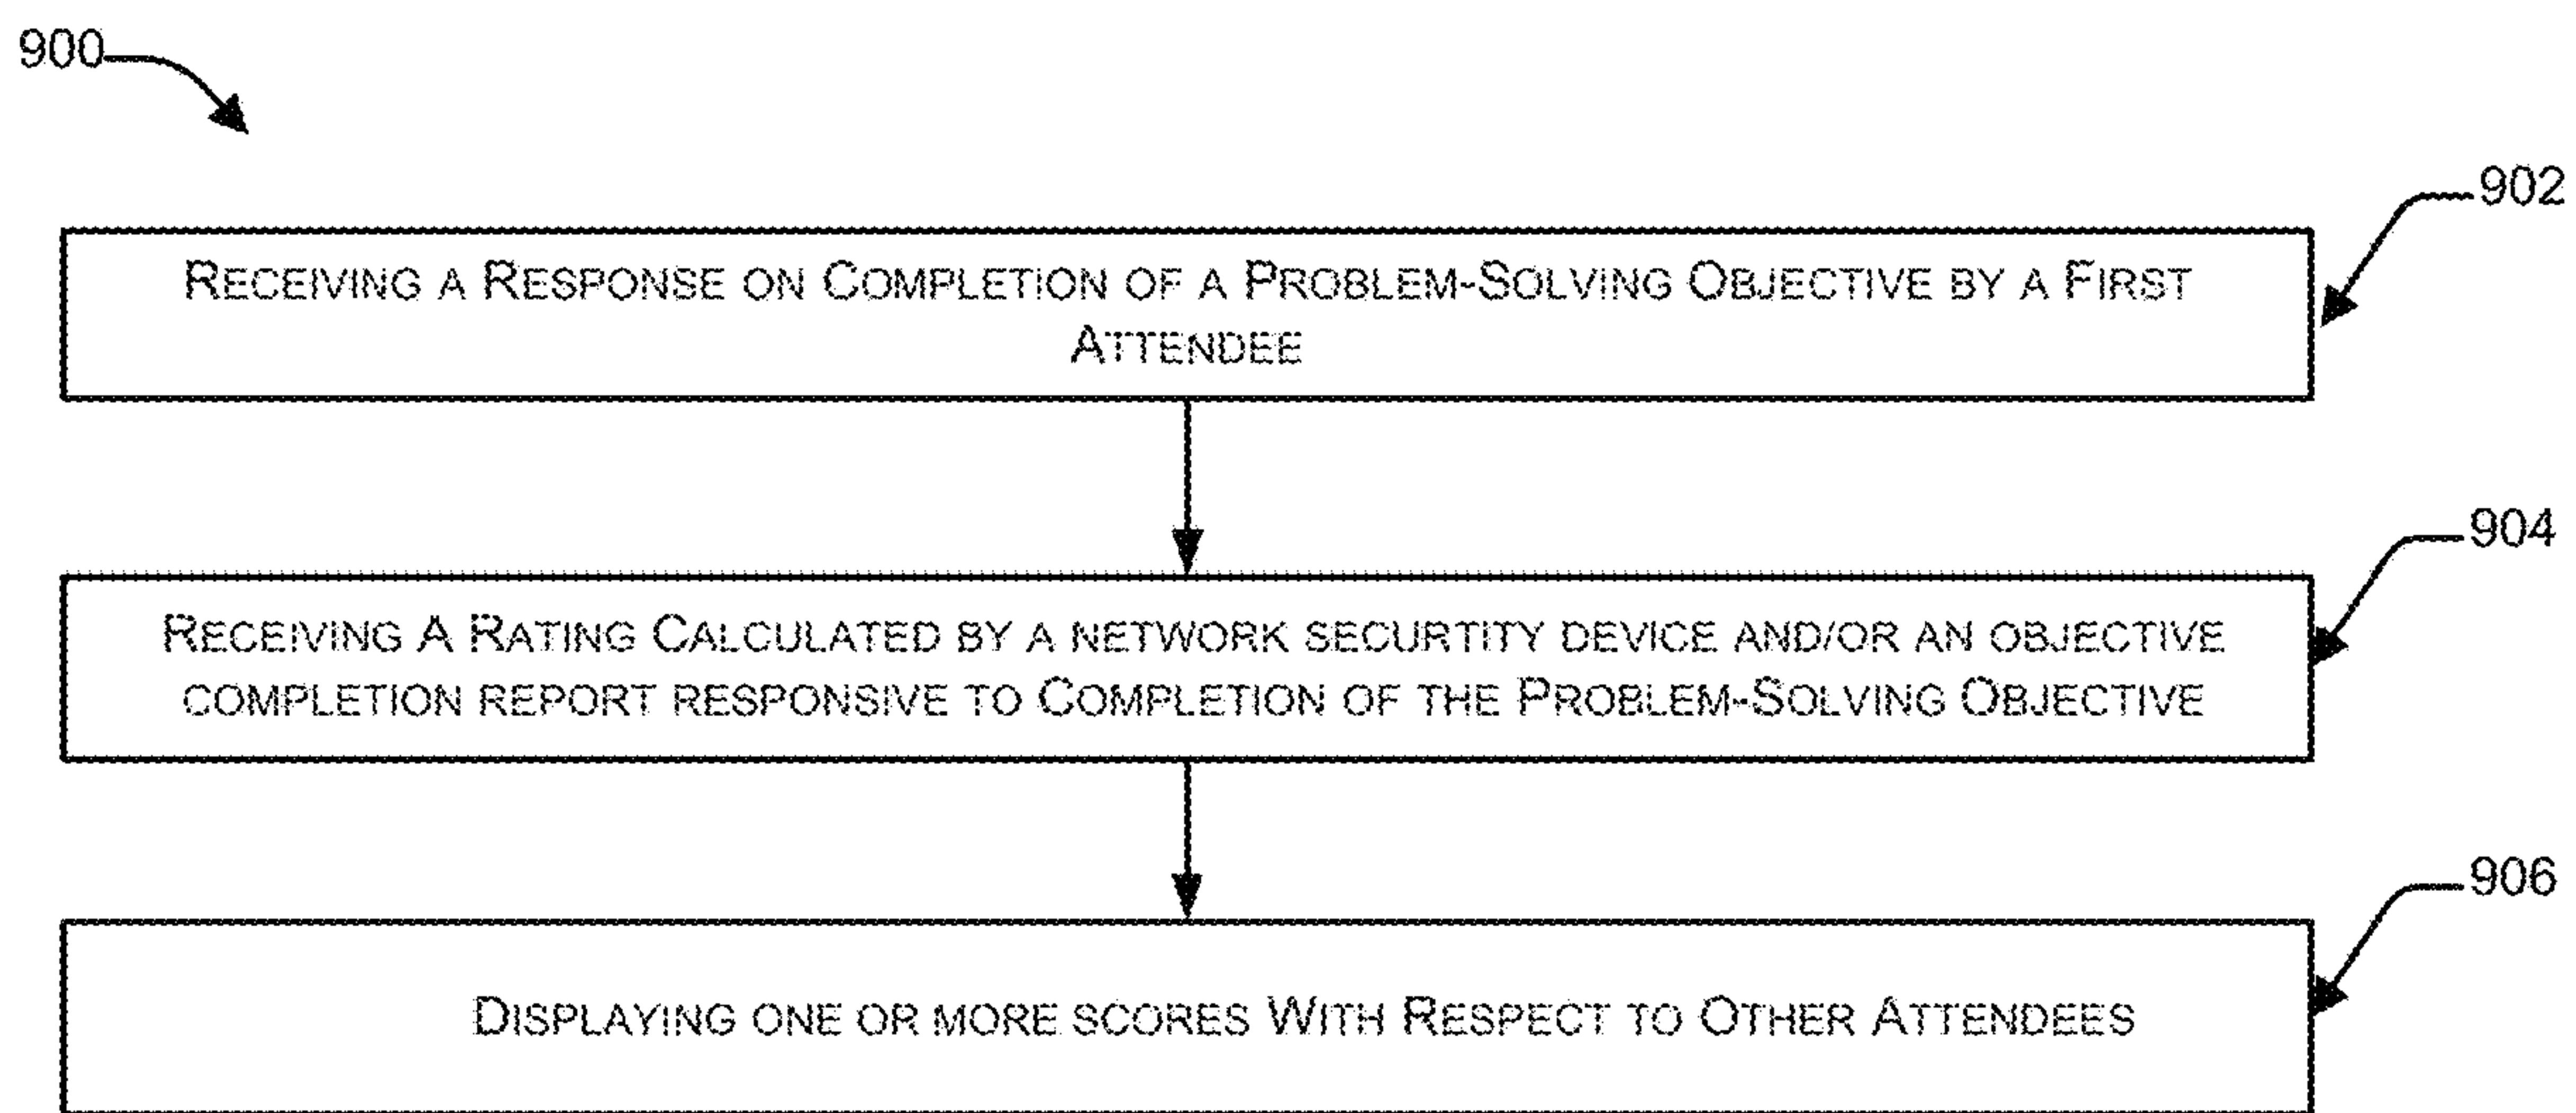 900
902
RECEIVING A RESPONSE ON COMPLETION OF A PROBLEM-SOLVING OBJECTIVE BY A FIRST
ATTENDEE
904
RECEIVING A RATING CALCULATED BY A NETWORK SECURTITY DEVICE AND/OR AN OBJECTIVE
COMPLETION REPORT RESPONSIVE TO COMPLETION OF THE PROBLEM-SOLVING OBJECTIVE
906
DISPLAYING ONE OR MORE SCORES WITH RESPECT TO OTHER ATTENDEES